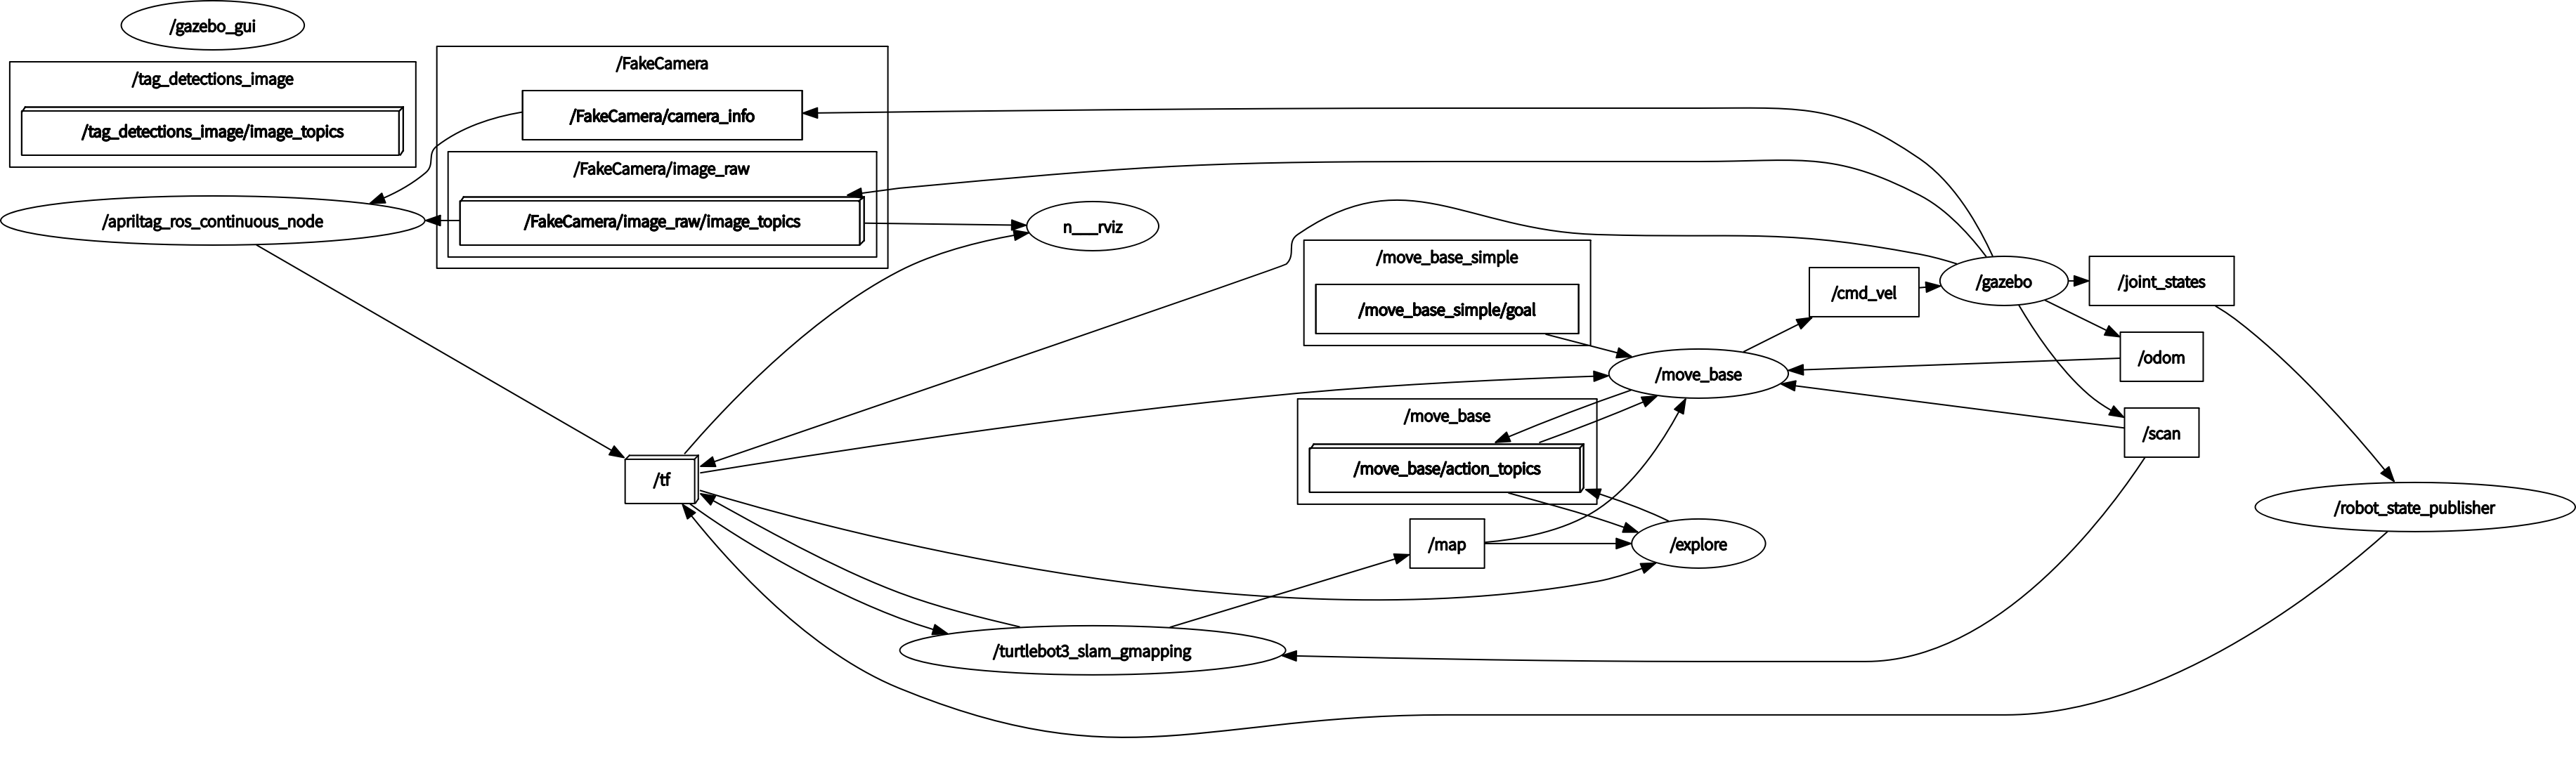 /gazebo_gui
/tag_detections_image
/tag_detections_image/image_topics
/apriltag_ros_continuous_node
/FakeCamera
/FakeCamera/camera_info
/FakeCamera/image_raw
/FakeCamera/image_raw/image_topics
n___rviz
/tf
/move_base_simple
/move_base_simple/goal
/move_base
/move_base
/move_base/action_topics
/map
/explore
/turtlebot3_slam_gmapping
/cmd_vel
/gazebo
/joint_states
/odom
/scan
/robot_state_publisher